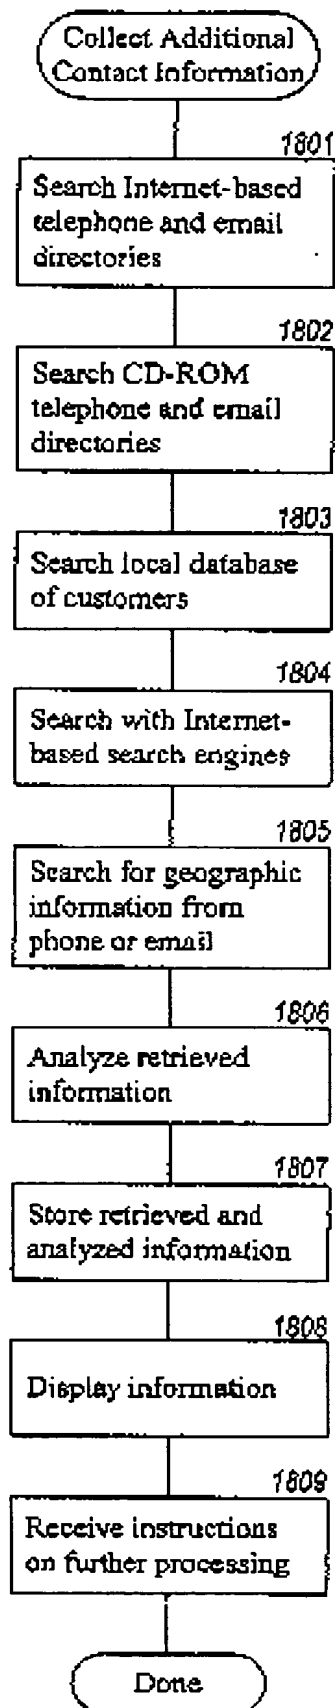 Collect Additional
Contact Information
1801
Search Internet-based
telephone and email
directories
1802
Search CD-ROM
telephone and email
directories
1803
Search local database
of customers
1804
Search with Internet-
based search engines
1805
Search for geographic
information from
phone or email
1806
Analyze retrieved
information
1807
Store retrieved and
analyzed information
1808
Display information
1809
Receive instructions
on further processing
Done